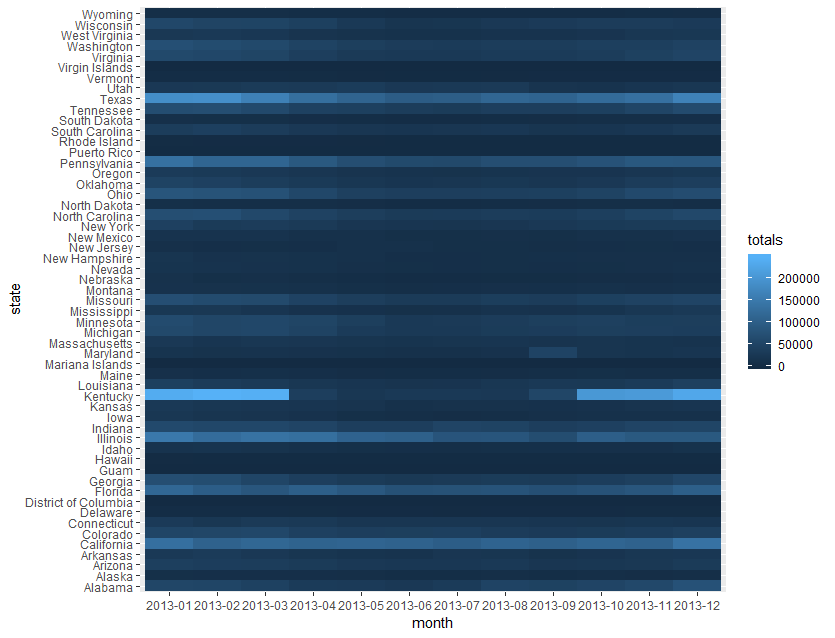 Wyoming
Wisconsin
West Virginia
Washington
Virginia
Virgin Islands
Vermont
Utah
Texas
Tennessee
South Dakota
South Carolina
Rhode Island
Puerto Rico
Pennsylvania
Oregon
Oklahoma
Ohio
North Dakota
North Carolina
New York
New Mexico
New Jersey
New Hampshire
Nevada
Nebraska
Montana
Missouri
Mississippi
Minnesota
Michigan
Massachusetts
Maryland
Mariana Islands
Maine
Louisiana
Kentucky
Kansas
Iowa
Indiana
Illinois
Idaho
Hawaii
Guam
Georgia
Florida
District of Columbia
Delaware
Connecticut
Colorado
California
Arkansas
Arizona
Alaska
Alabama
state
2013-01 2013-02 2013-03 2013-04 2013-05 2013-06 2013-07 2013-08 2013-09 2013-10 2013-11 2013-12
month
totals
200000
150000
100000
50000
0